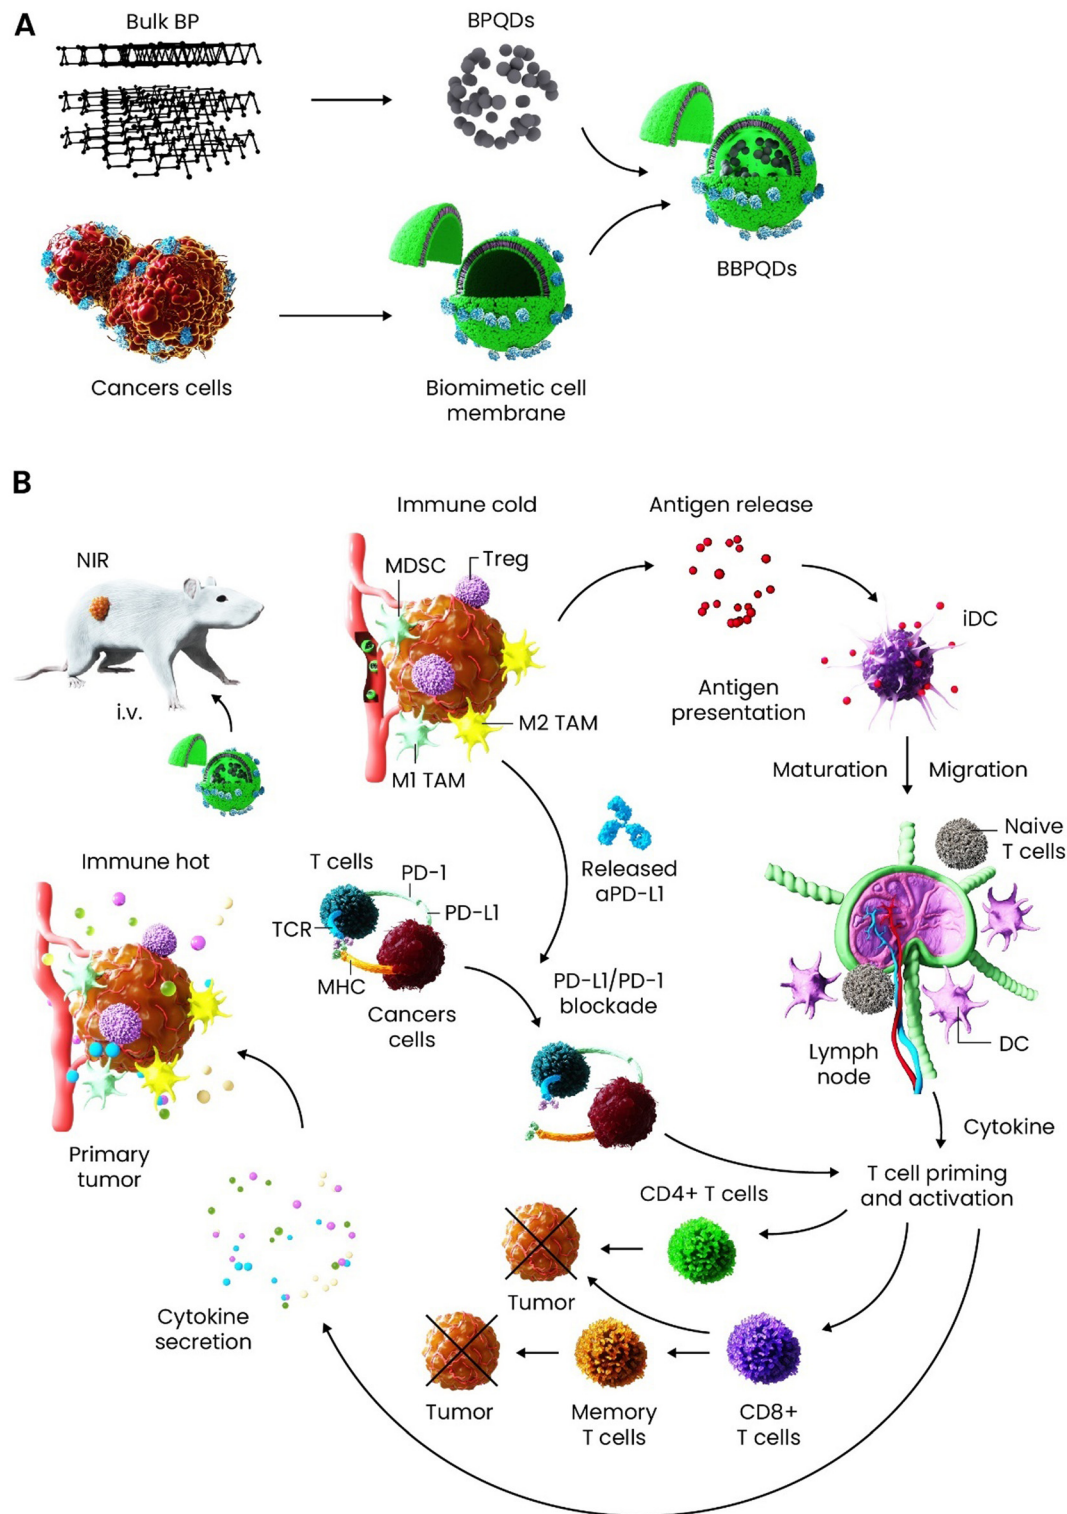 A
Bulk BP
BPQDs
BBPQDs
Cancers cells
Biomimetic cell
membrane
B
Immune cold
Antigen release
NIR
MDSC
Treg
iDC
Antigen
presentation
i.v.
M2 TAM
M1 TAM
Maturation
Migration
Naive
T cells
Immune hot
T cells
PD-1
Released
aPD-L1
PD-L1
TCR
MHC
PD-L1/PD-1
blockade
Cancers
cells
Lymph
node
DC
Cytokine
Primary
tumor
T cell priming
and activation
CD4+ T cells
Tumor
Cytokine
secretion
Tumor
Memory
T cells
CD8+
T cells